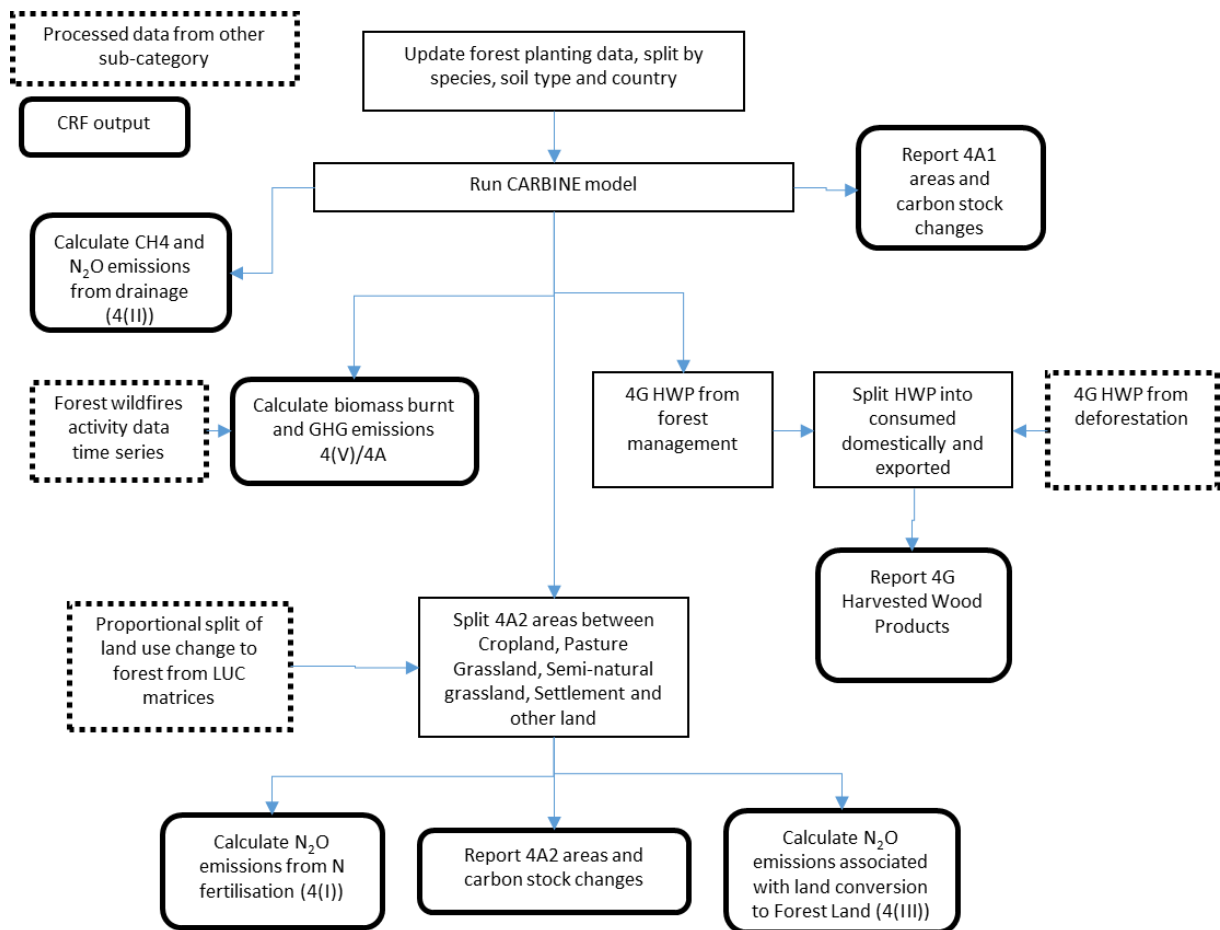 Processed data from other
sub-category
CRF output
Update forest planting data, split by
species, soil type and country
Run CARBINE model
Report 4A1
areas and
carbon stock
changes
Calculate CH4 and
N₂O emissions
from drainage
(4(II))
Forest wildfires
activity data
time series
Calculate biomass burnt
and GHG emissions
4(V)/4A
4G HWP from
forest
management
Split HWP into
consumed
domestically and
exported
4G HWP from
deforestation
Report 4G
Harvested Wood
Products
Proportional split of
land use change to
forest from LUC
matrices
Split 4A2 areas between
Cropland, Pasture
Grassland, Semi-natural
grassland, Settlement and
other land
Calculate N₂O
emissions from N
fertilisation (4(I))
Report 4A2 areas and
carbon stock changes
Calculate N₂O
emissions associated
with land conversion
to Forest Land (4(III))